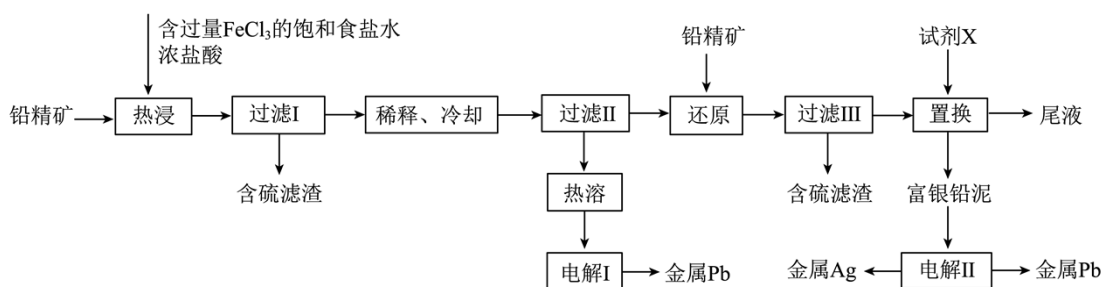 含过量FeCl₃的饱和食盐水
浓盐酸
铅精矿
试剂X
铅精矿
热浸
过滤I
稀释、冷却
过滤II
还原
过滤III
置换
尾液
含硫滤渣
热溶
含硫滤渣
富银铅泥
电解I
金属Pb
金属Ag
电解II
金属Pb